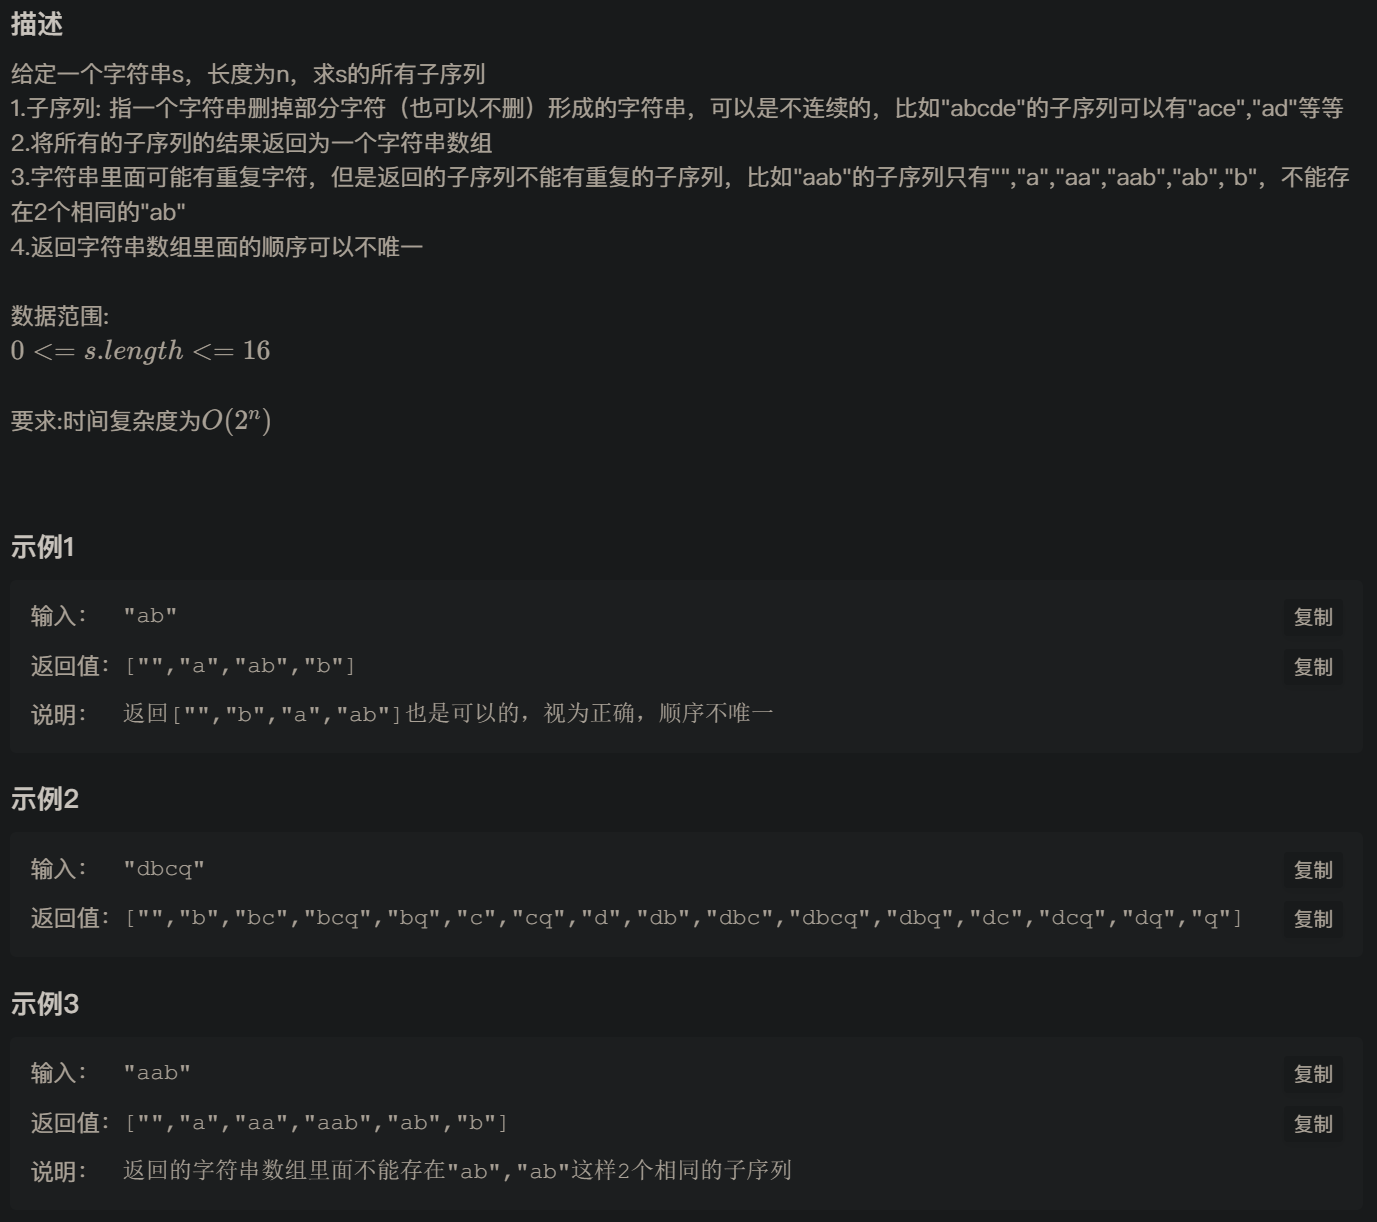 描述
给定一个字符串s，长度为n，求s的所有子序列
1.子序列: 指一个字符串删掉部分字符（也可以不删）形成的字符串，可以是不连续的，比如"abcde"的子序列可以有"ace","ad"等等
2.将所有的子序列的结果返回为一个字符串数组
3.字符串里面可能有重复字符，但是返回的子序列不能有重复的子序列，比如"aab"的子序列只有"","a","aa","aab","ab","b"，不能存
在2个相同的"ab"
4.返回字符串数组里面的顺序可以不唯一
数据范围:
0 <= s.length <= 16
要求:时间复杂度为O(2^n)
示例1
输入： "ab" 复制
返回值： ["","a","ab","b"] 复制
说明： 返回["","b","a","ab"]也是可以的，视为正确，顺序不唯一
示例2
输入： "dbcq" 复制
返回值： ["","b","bc","bcq","bq","c","cq","d","db","dbc","dbcq","dbq","dc","dcq","dq","q"] 复制
示例3
输入： "aab" 复制
返回值： ["","a","aa","aab","ab","b"] 复制
说明： 返回的字符串数组里面不能存在"ab","ab"这样2个相同的子序列